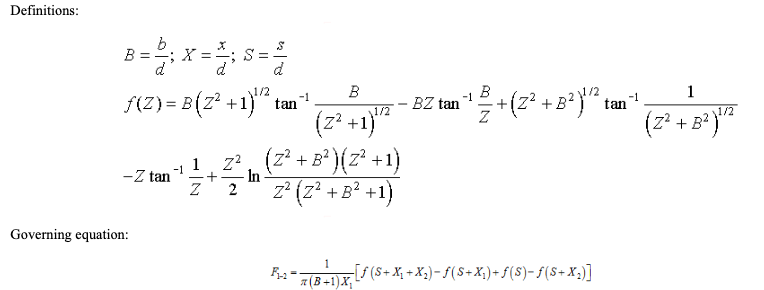 Definitions:
B = b/d; X = x/d; S = s/d
f(Z) = B(Z² + 1)^1/2 tan⁻¹ B/(Z² + 1)^1/2 − BZ tan⁻¹ B/Z + (Z² + B²)^1/2 tan⁻¹ 1/(Z² + B²)^1/2
−Z tan⁻¹ 1/Z + Z²/2 ln (Z² + B²)(Z² + 1)/Z²(Z² + B² + 1)
Governing equation:
F₁₋₂ = 1/π(B+1)X₁ [f(S+X₁+X₂)−f(S+X₁)+f(S)−f(S+X₂)]